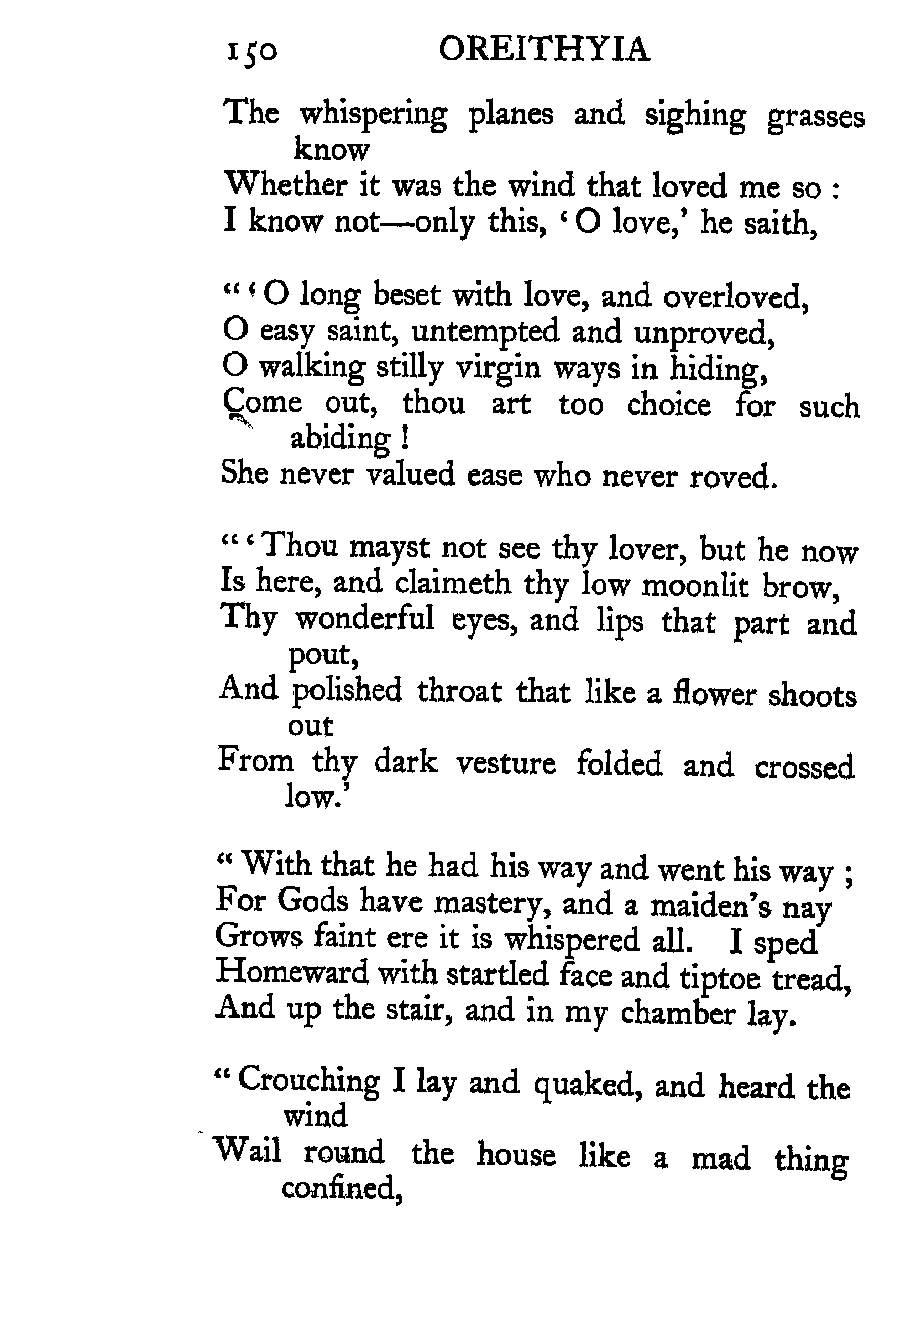 150 OREITHYIA
The whispering planes and sighing grasses
know
Whether it was the wind that loved me so :
I know not—only this, ‘ O love,’ he saith,
“ ‘ O long beset with love, and overloved,
O easy saint, untempted and unproved,
O walking stilly virgin ways in hiding,
Come out, thou art too choice for such
abiding !
She never valued ease who never roved.
“ ‘ Thou mayst not see thy lover, but he now
Is here, and claimeth thy low moonlit brow,
Thy wonderful eyes, and lips that part and
pout,
And polished throat that like a flower shoots
out
From thy dark vesture folded and crossed
low.’
“ With that he had his way and went his way ;
For Gods have mastery, and a maiden’s nay
Grows faint ere it is whispered all. I sped
Homeward with startled face and tiptoe tread,
And up the stair, and in my chamber lay.
“ Crouching I lay and quaked, and heard the
wind
Wail round the house like a mad thing
confined,